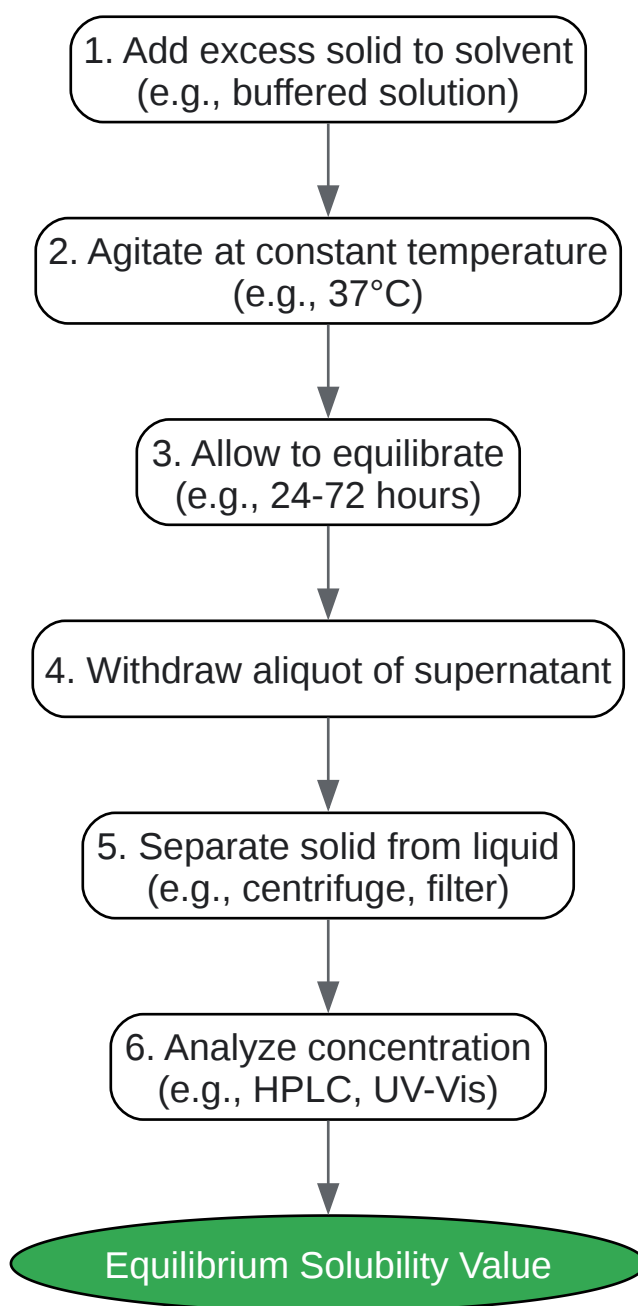 1. Add excess solid to solvent
(e.g., buffered solution)
2. Agitate at constant temperature
(e.g., 37°C)
3. Allow to equilibrate
(e.g., 24-72 hours)
4. Withdraw aliquot of supernatant
5. Separate solid from liquid
(e.g., centrifuge, filter)
6. Analyze concentration
(e.g., HPLC, UV-Vis)
Equilibrium Solubility Value